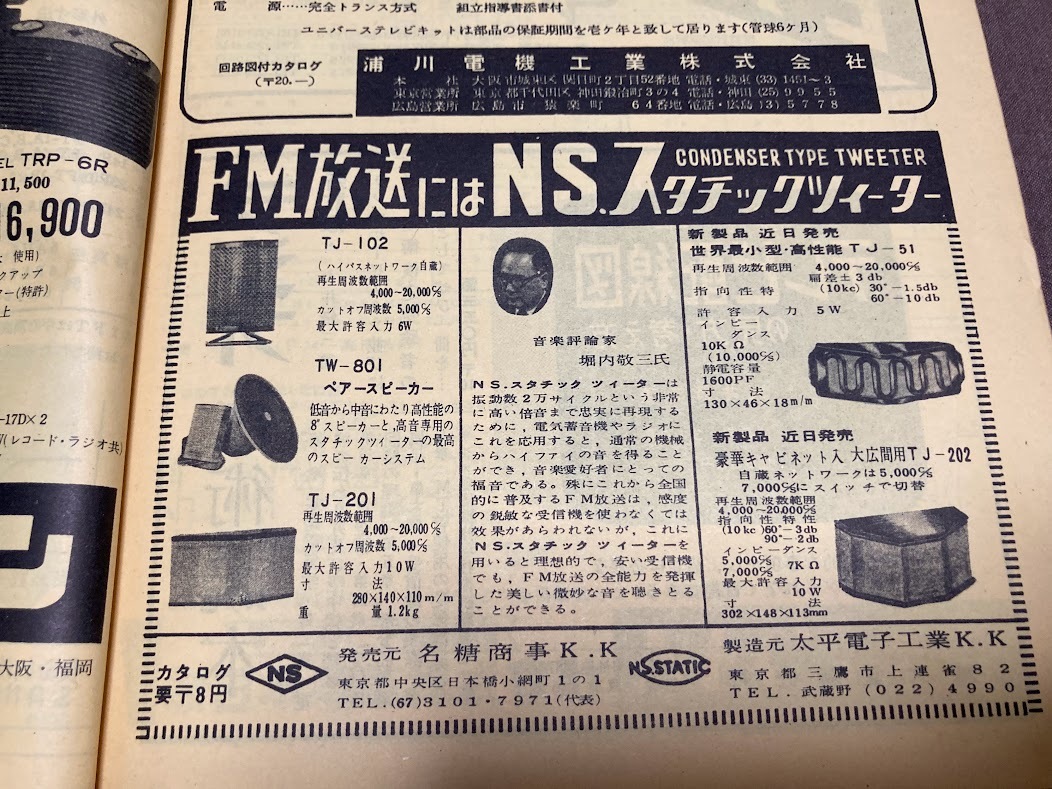 電　源……完全トランス方式　組立指導書添書付
ユニバーステレビキットは部品の保証期間を壱ケ年と致して居ります(管球6ケ月)
回路図付カタログ
(〒20.—)
浦川電機工業株式会社
本社 大阪市城東区関目町2丁目52番地 電話・城東(33)1451~3
東京営業所 東京都千代田区神田鍛治町3の4 電話・神田(25)9955
広島営業所 広島市猿楽町 64番地 電話・広島(3)5778
EL TRP-6R
11,500
16,900
使用)
クアップ
ター(特許)
上
-17D×2
(レコード・ラジオ共)
大阪・福岡
FM放送には NS.スタチックツィーター
CONDENSER TYPE TWEETER
TJ-102
(ハイパスネットワーク自蔵)
再生周波数範囲
4,000~20,000c/s
カットオフ周波数 5,000c/s
最大許容入力6W
TW-801
ペアースピーカー
低音から中音にわたり高性能の
8"スピーカーと,高音専用の
スタチックツイーターの最高
のスピーカーシステム
TJ-201
再生周波数範囲
4,000~20,000c/s
カットオフ周波数 5,000c/s
最大許容入力10W
寸　法
280×140×110m/m
重　量 1.2kg
音楽評論家
堀内敬三氏
NS.スタチック ツィーターは
振動数2万サイクルという非常
に高い倍音まで忠実に再現する
ために,電気蓄音機やラジオに
これを応用すると,通常の機械
からハイファイの音を得ること
ができ,音楽愛好者にとっての
福音である。殊にこれから全国
的に普及するFM放送は,感度
の鋭敏な受信機を使わなくては
効果があらわれないが,これに
NS.スタチック ツィーターを
用いると理想的で,安い受信機
でも,FM放送の全能力を発揮
した美しい微妙な音を聴きとる
ことができる。
新製品 近日発売
世界最小型・高性能TJ-51
再生周波数範囲 4,000~20,000c/s
扁差±3db
指向性特 (10kc) 30°-1.5db
60°-10db
許容入力 5W
インピー
ダンス
10KΩ
(10,000c/s)
静電容量
1600PF
寸　法
130×46×18m/m
新製品 近日発売
豪華キャビネット入 大広間用TJ-202
自蔵ネットワークは5,000c/s
7,000c/sにスイッチで切替
再生周波数範囲
4,000~20,000c/s
指向性特性
(10kc)60°-3db
90°-2db
インピーダンス
5,000c/s 7KΩ
7,000c/s
最大許容入力
10W
寸　法
302×148×113mm
カタログ
要〒8円
NS
発売元 名糖商事K.K
東京都中央区日本橋小網町1の1
TEL.(67)3101・7971(代表)
NS.STATIC
製造元 太平電子工業K.K
東京都三鷹市上連雀82
TEL.武蔵野(022)4990